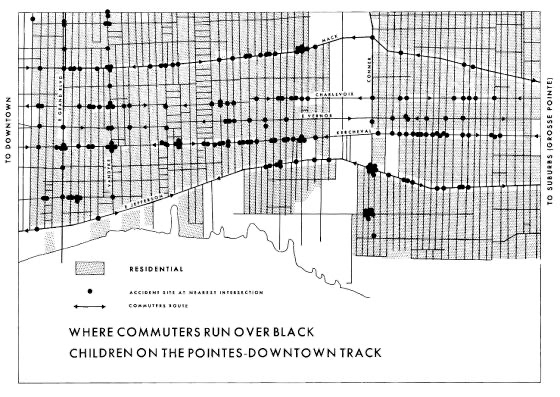 MACK
CONNER
E GRAND BLVD.
CHARLEVOIX
E VERNOR
KERCHEVAL
E JEFFERSON
TO DOWNTOWN
TO SUBURBS (GROSSE POINTE)
RESIDENTIAL
ACCIDENT SITE AT NEAREST INTERSECTION
COMMUTERS ROUTE
WHERE COMMUTERS RUN OVER BLACK
CHILDREN ON THE POINTES-DOWNTOWN TRACK